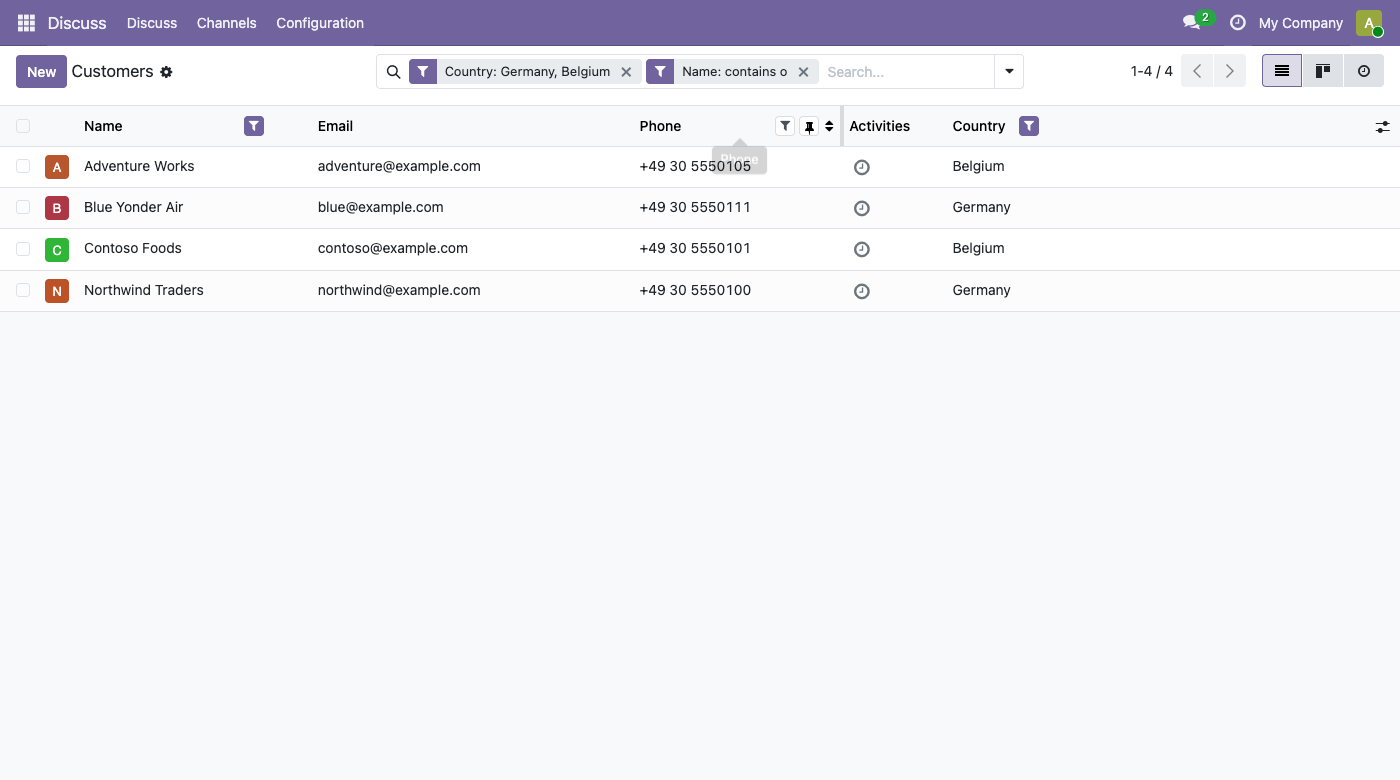 Discuss Discuss Channels Configuration 2 My Company A
New Customers Country: Germany, Belgium Name: contains o Search... 1-4 / 4
Name Email Phone Activities Country
Phone
A Adventure Works adventure@example.com +49 30 5550105 Belgium
B Blue Yonder Air blue@example.com +49 30 5550111 Germany
C Contoso Foods contoso@example.com +49 30 5550101 Belgium
N Northwind Traders northwind@example.com +49 30 5550100 Germany